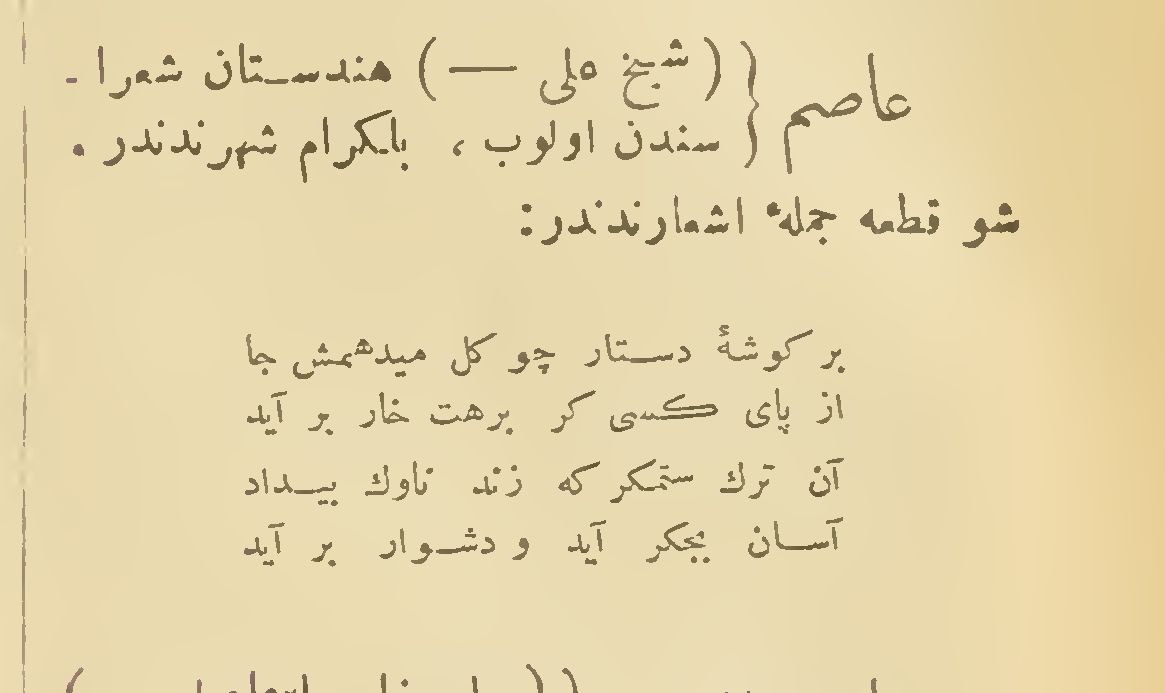 عاصم { (شیخ علی —) هندستان شعرا-
سندن اولوب، بلکرام شهرندندر.
شو قطعه جملهٔ اشعارندندر:
بر کوشهٔ دستار چو کل میدهمش جا
از پای کسی کر برهت خار بر آید
آن ترك ستمکر که زند ناوك بیداد
آسان بجکر آید و دشوار بر آید